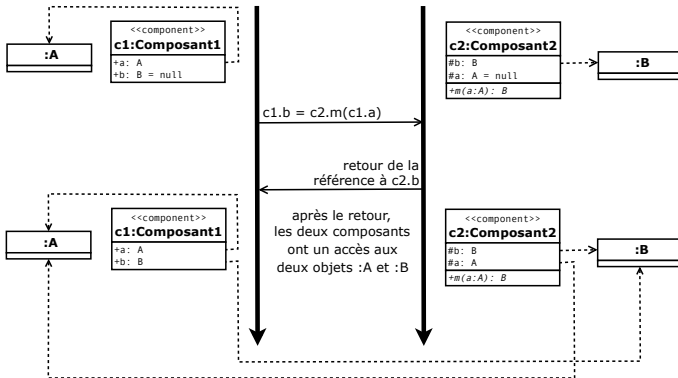 <<component>>
c1:Composant1
+a: A
+b: B = null
:A
<<component>>
c2:Composant2
#b: B
#a: A = null
+m(a:A): B
:B
c1.b = c2.m(c1.a)
retour de la
référence à c2.b
après le retour,
les deux composants
ont un accès aux
deux objets :A et :B
<<component>>
c1:Composant1
+a: A
+b: B
:A
<<component>>
c2:Composant2
#b: B
#a: A
+m(a:A): B
:B